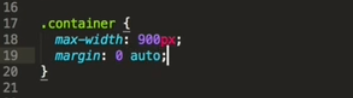 16
17 .container {
18 max-width: 900px;
19 margin: 0 auto;
20 }
21